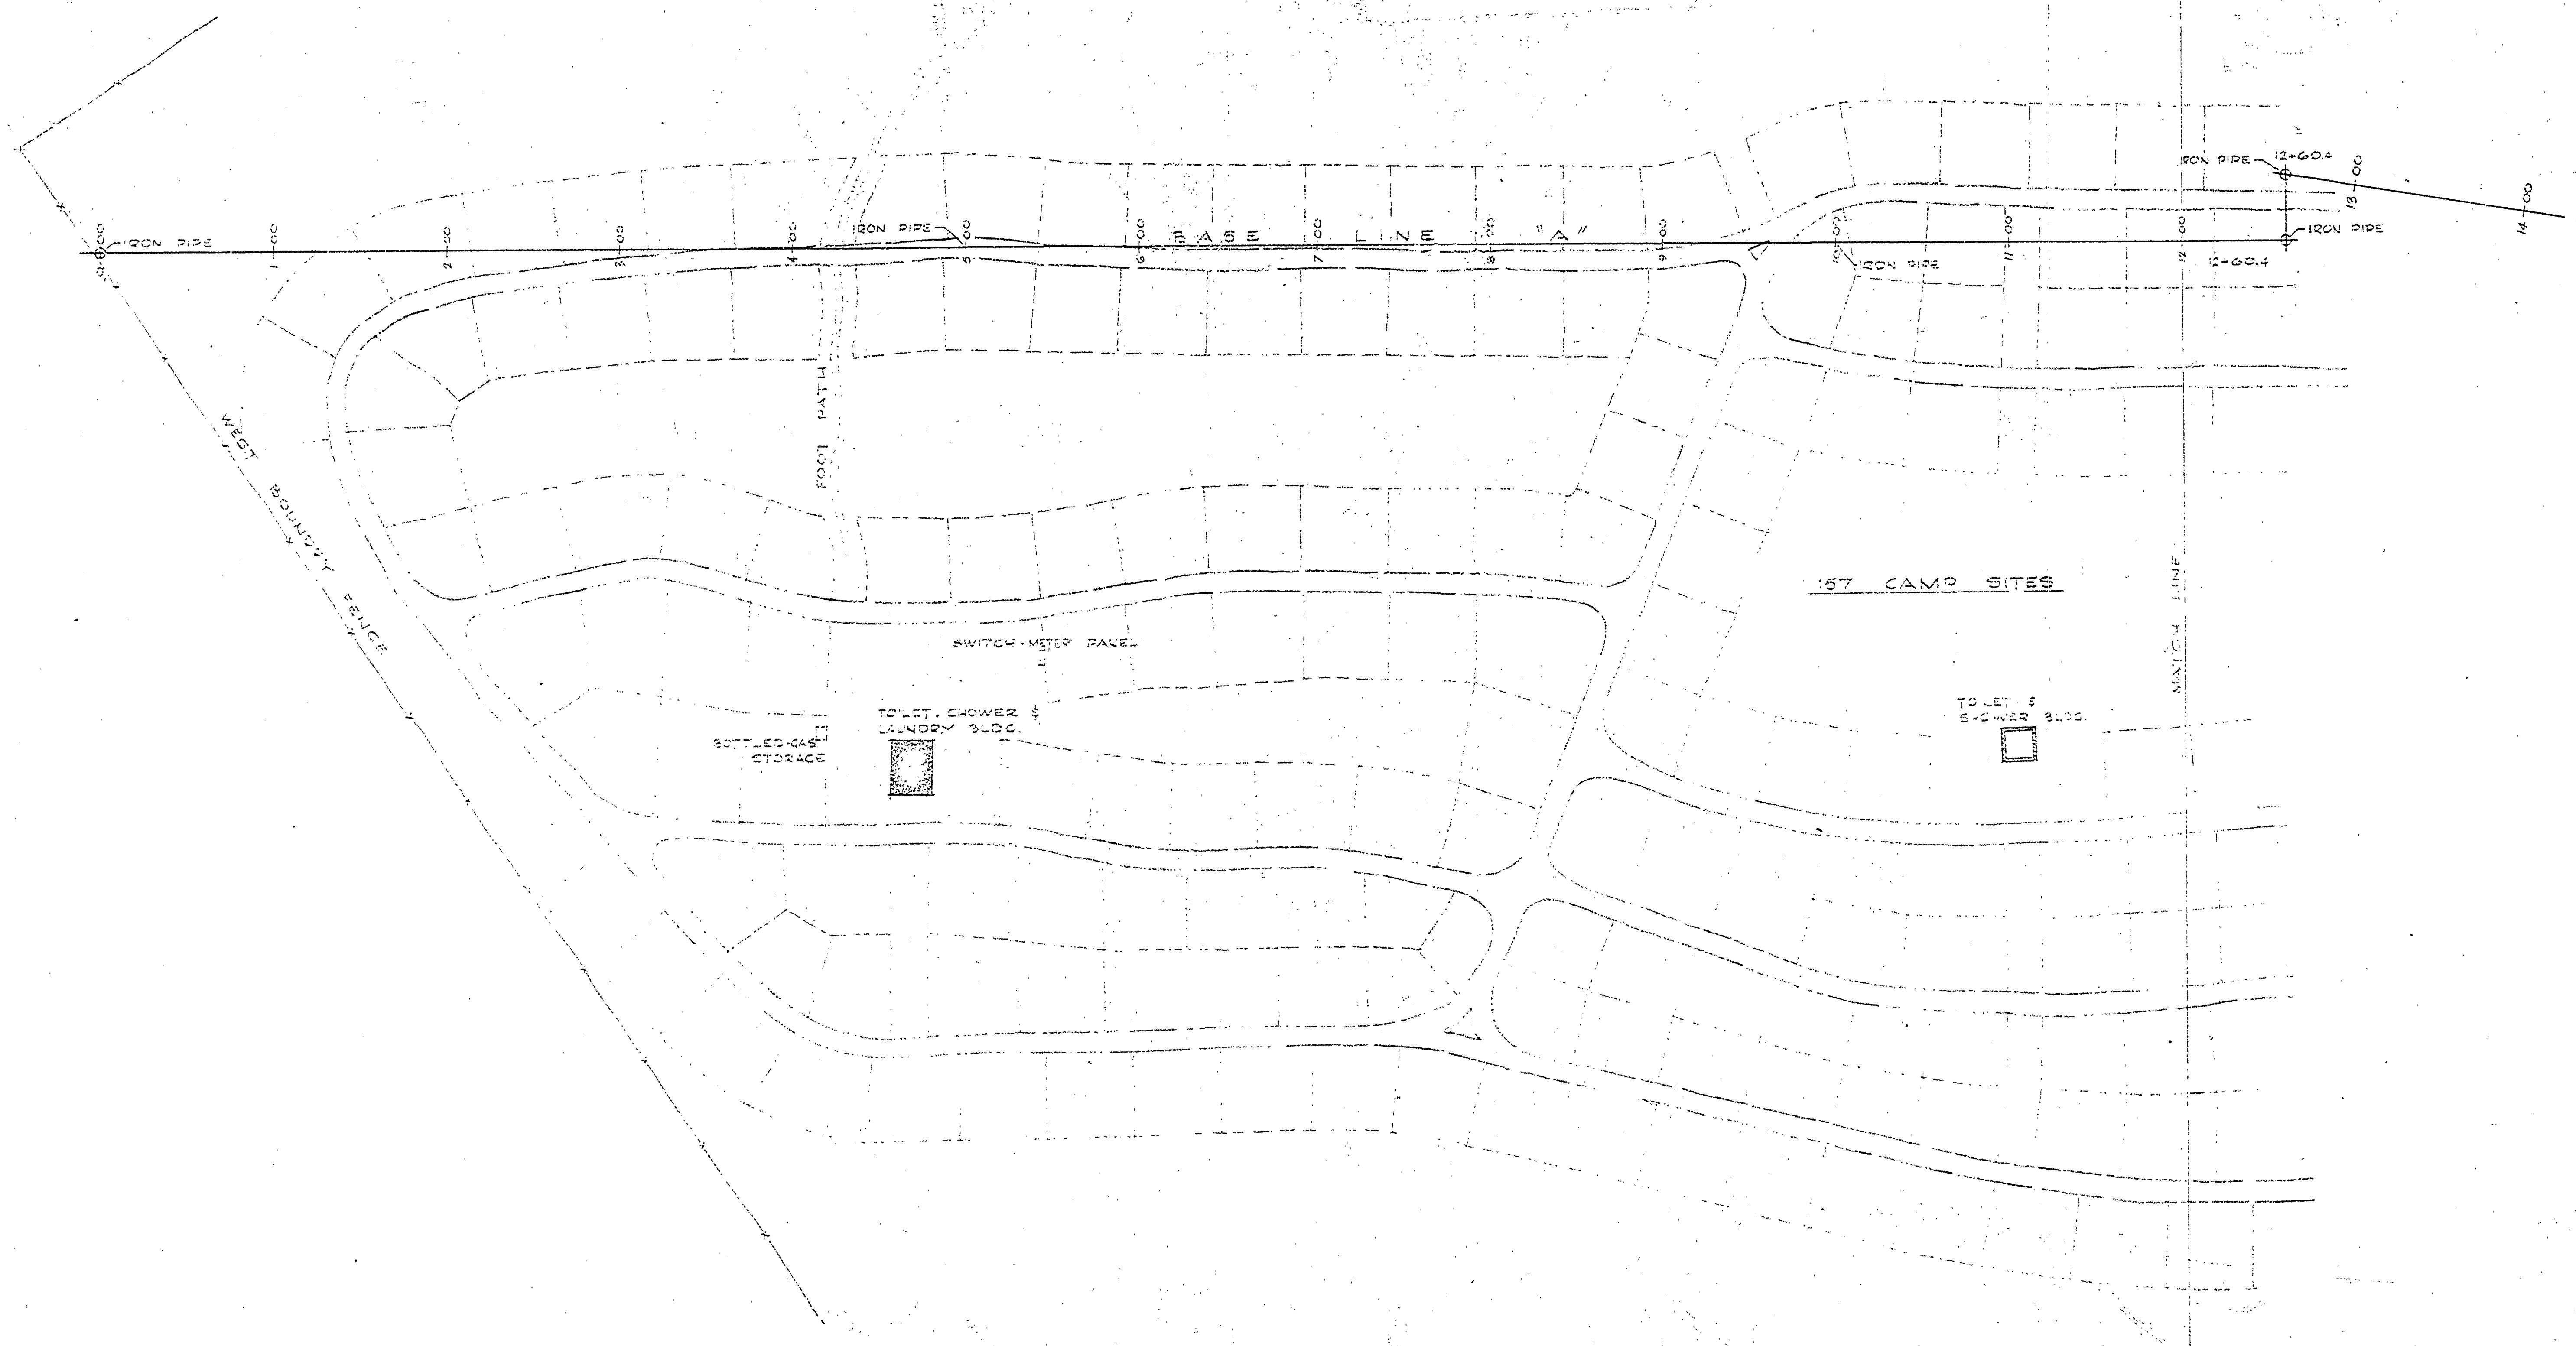 IRON PIPE 12+60.4
13+00
14+00
0+00
IRON PIPE
1+00
2+00
3+00
4+00
IRON PIPE
5+00
6+00
BASE LINE "A"
7+00
8+00
9+00
10+00
IRON PIPE
11+00
12+00
12+60.4
IRON PIPE
FOOT PATH
WEST BOUNDARY FENCE
157 CAMP SITES
MATCH LINE
SWITCH-METER PANEL
TOILET, SHOWER &
LAUNDRY BLDG.
BOTTLED-GAS
STORAGE
TOILET &
SHOWER BLDG.